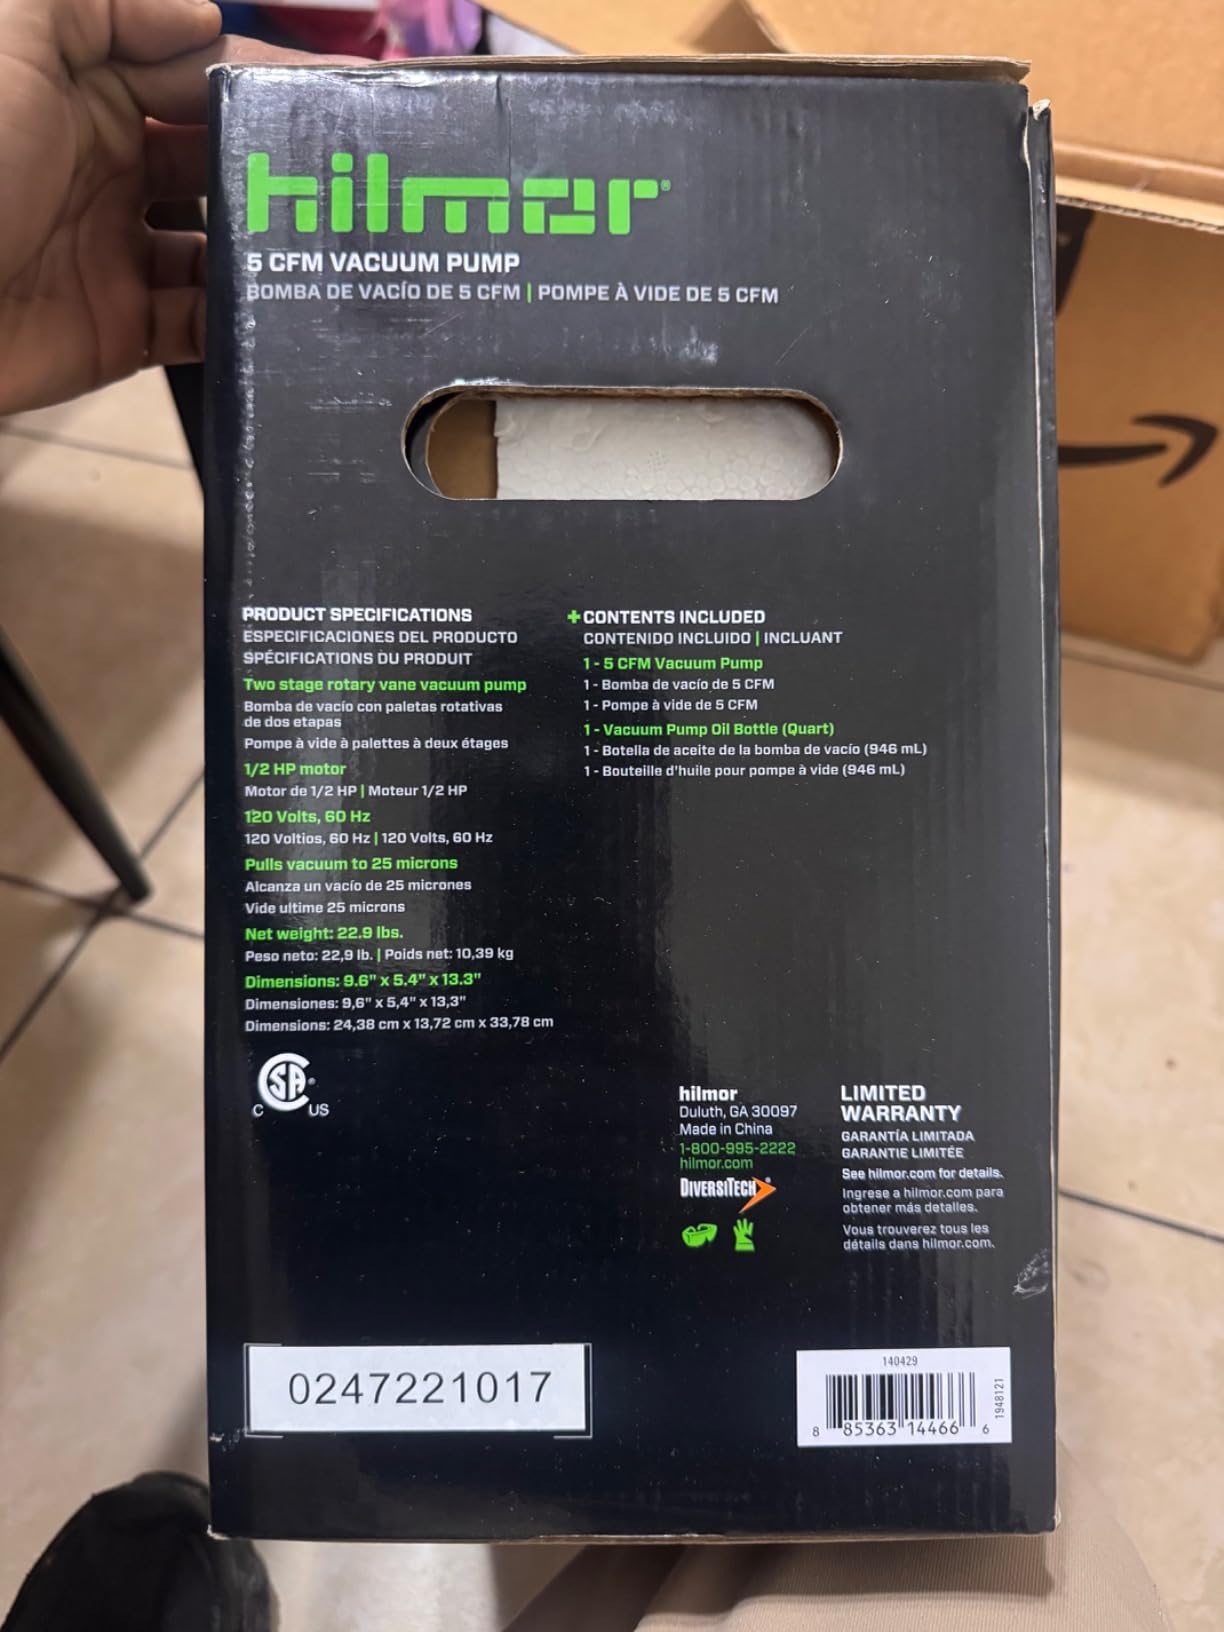 hilmor®
5 CFM VACUUM PUMP
BOMBA DE VACÍO DE 5 CFM | POMPE À VIDE DE 5 CFM
PRODUCT SPECIFICATIONS
ESPECIFICACIONES DEL PRODUCTO
SPÉCIFICATIONS DU PRODUIT
Two stage rotary vane vacuum pump
Bomba de vacío con paletas rotativas
de dos etapas
Pompe à vide à palettes à deux étages
1/2 HP motor
Motor de 1/2 HP | Moteur 1/2 HP
120 Volts, 60 Hz
120 Voltios, 60 Hz | 120 Volts, 60 Hz
Pulls vacuum to 25 microns
Alcanza un vacío de 25 micrones
Vide ultime 25 microns
Net weight: 22.9 lbs.
Peso neto: 22,9 lb. | Poids net: 10,39 kg
Dimensions: 9.6" x 5.4" x 13.3"
Dimensiones: 9,6" x 5,4" x 13,3"
Dimensions: 24,38 cm x 13,72 cm x 33,78 cm
+ CONTENTS INCLUDED
CONTENIDO INCLUIDO | INCLUANT
1 - 5 CFM Vacuum Pump
1 - Bomba de vacío de 5 CFM
1 - Pompe à vide de 5 CFM
1 - Vacuum Pump Oil Bottle (Quart)
1 - Botella de aceite de la bomba de vacío (946 mL)
1 - Bouteille d'huile pour pompe à vide (946 mL)
C SA® US
hilmor
Duluth, GA 30097
Made in China
1-800-995-2222
hilmor.com
DIVERSITECH®
LIMITED
WARRANTY
GARANTÍA LIMITADA
GARANTIE LIMITÉE
See hilmor.com for details.
Ingrese a hilmor.com para
obtener más detalles.
Vous trouverez tous les
détails dans hilmor.com.
0247221017
140429
8 85363 14466 6
1948121